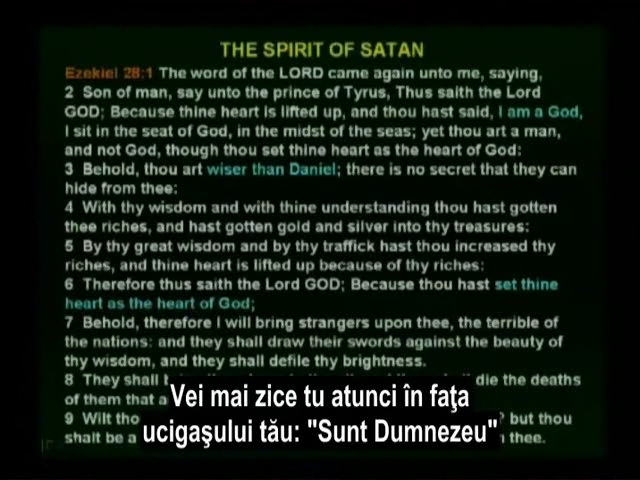 THE SPIRIT OF SATAN
Ezekiel 28:1 The word of the LORD came again unto me, saying,
2 Son of man, say unto the prince of Tyrus, Thus saith the Lord
GOD; Because thine heart is lifted up, and thou hast said, I am a God,
I sit in the seat of God, in the midst of the seas; yet thou art a man,
and not God, though thou set thine heart as the heart of God:
3 Behold, thou art wiser than Daniel; there is no secret that they can
hide from thee:
4 With thy wisdom and with thine understanding thou hast gotten
thee riches, and hast gotten gold and silver into thy treasures:
5 By thy great wisdom and by thy traffick hast thou increased thy
riches, and thine heart is lifted up because of thy riches:
6 Therefore thus saith the Lord GOD; Because thou hast set thine
heart as the heart of God;
7 Behold, therefore I will bring strangers upon thee, the terrible of
the nations: and they shall draw their swords against the beauty of
thy wisdom, and they shall defile thy brightness.
8 They shall die the deaths
of them that a
9 Wilt tho ? but thou
shalt be a thee.
Vei mai zice tu atunci în faţa
ucigaşului tău: "Sunt Dumnezeu"